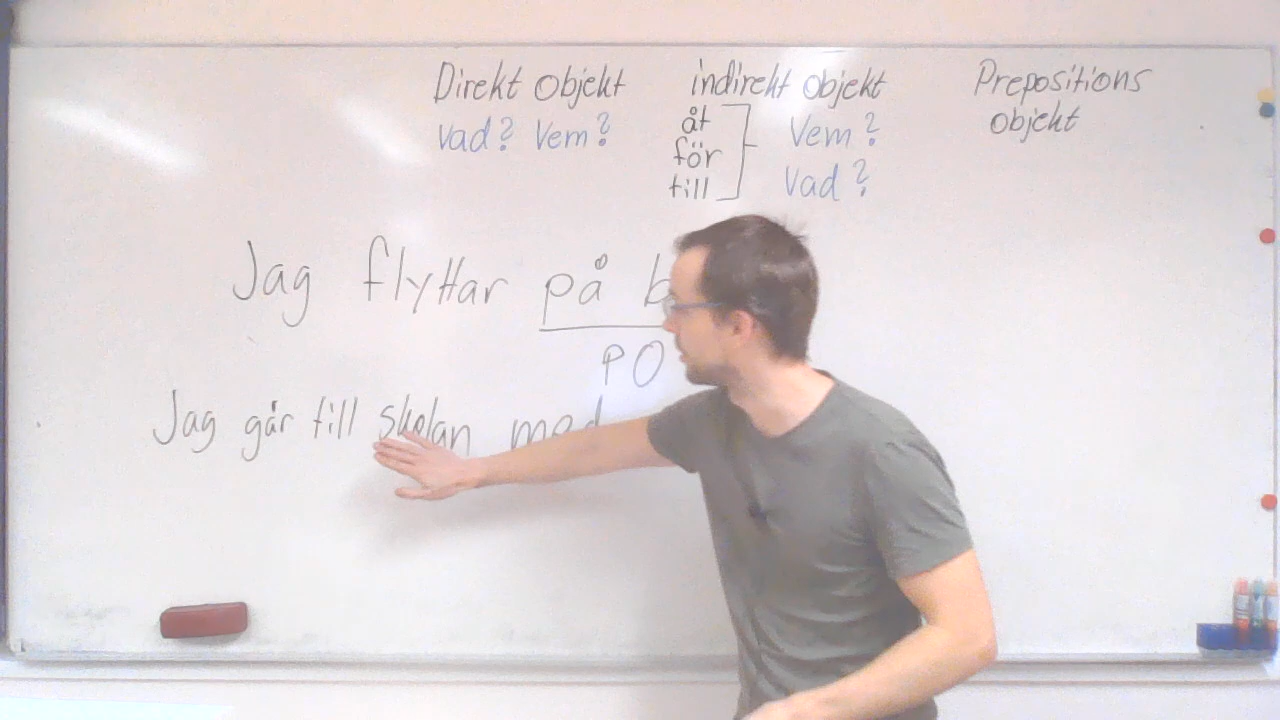 Direkt Objekt
Vad? Vem?
indirekt objekt
åt
för
till
Vem?
Vad?
Prepositions
objekt
Jag flyttar på
PO
Jag går till skolan med